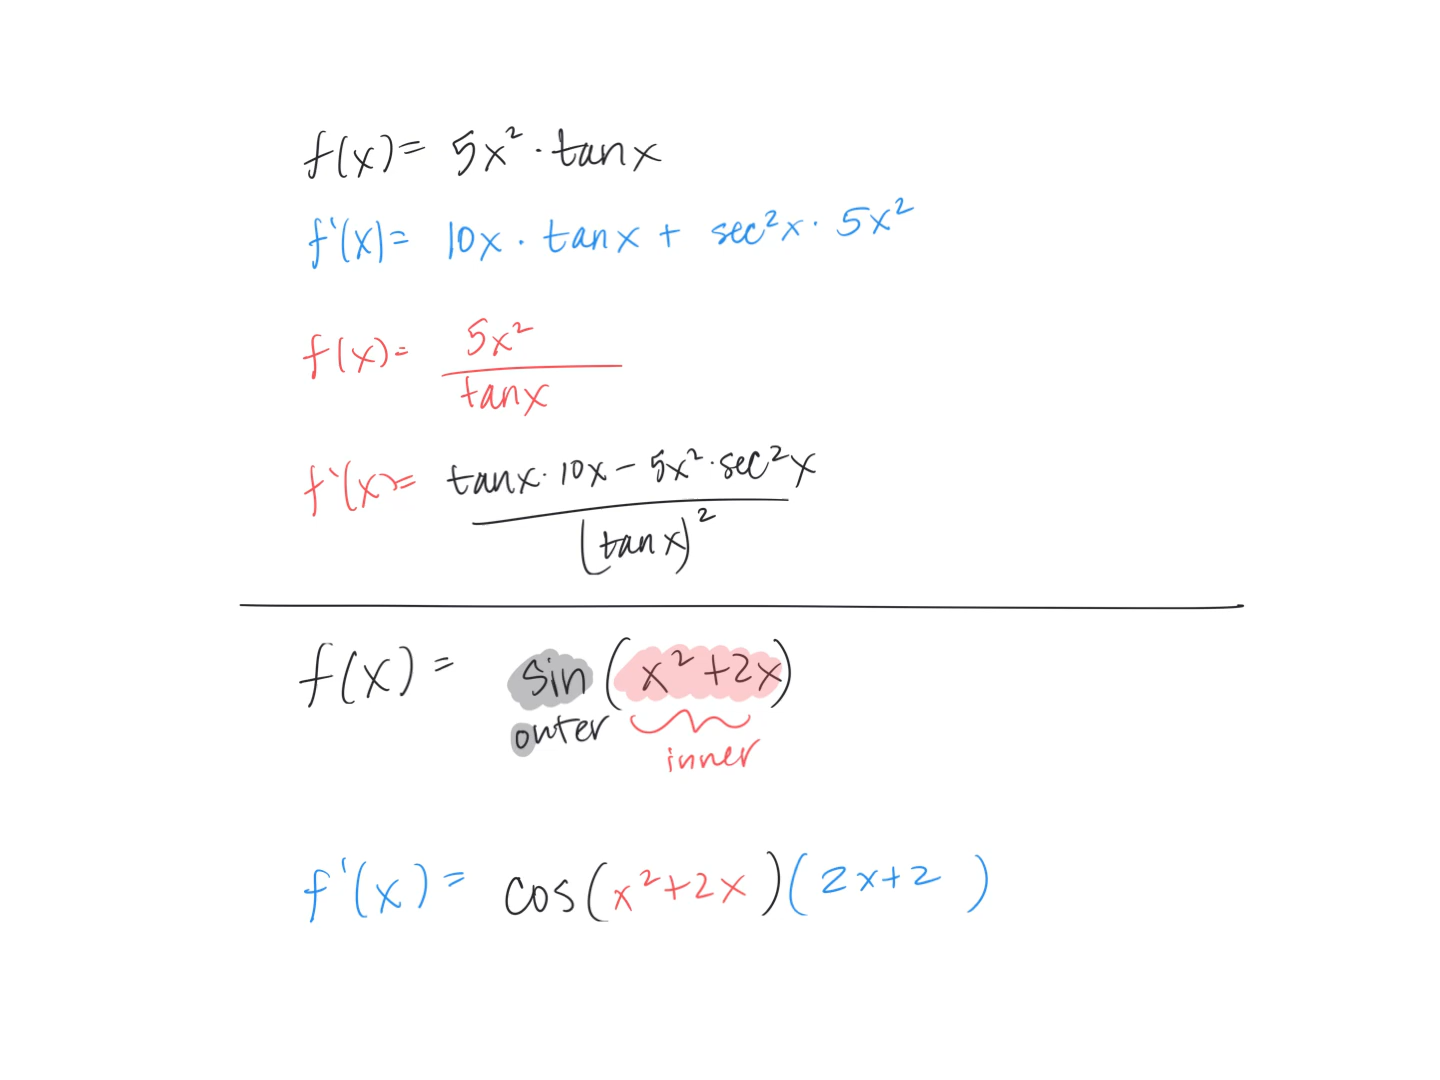 f(x) = 5x² · tanx
f'(x) = 10x · tanx + sec²x · 5x²
f(x) = 5x²
tanx
f'(x) = tanx · 10x − 5x² · sec²x
(tanx)²
f(x) = sin(x²+2x)
outer
inner
f'(x) = cos(x²+2x)(2x+2)